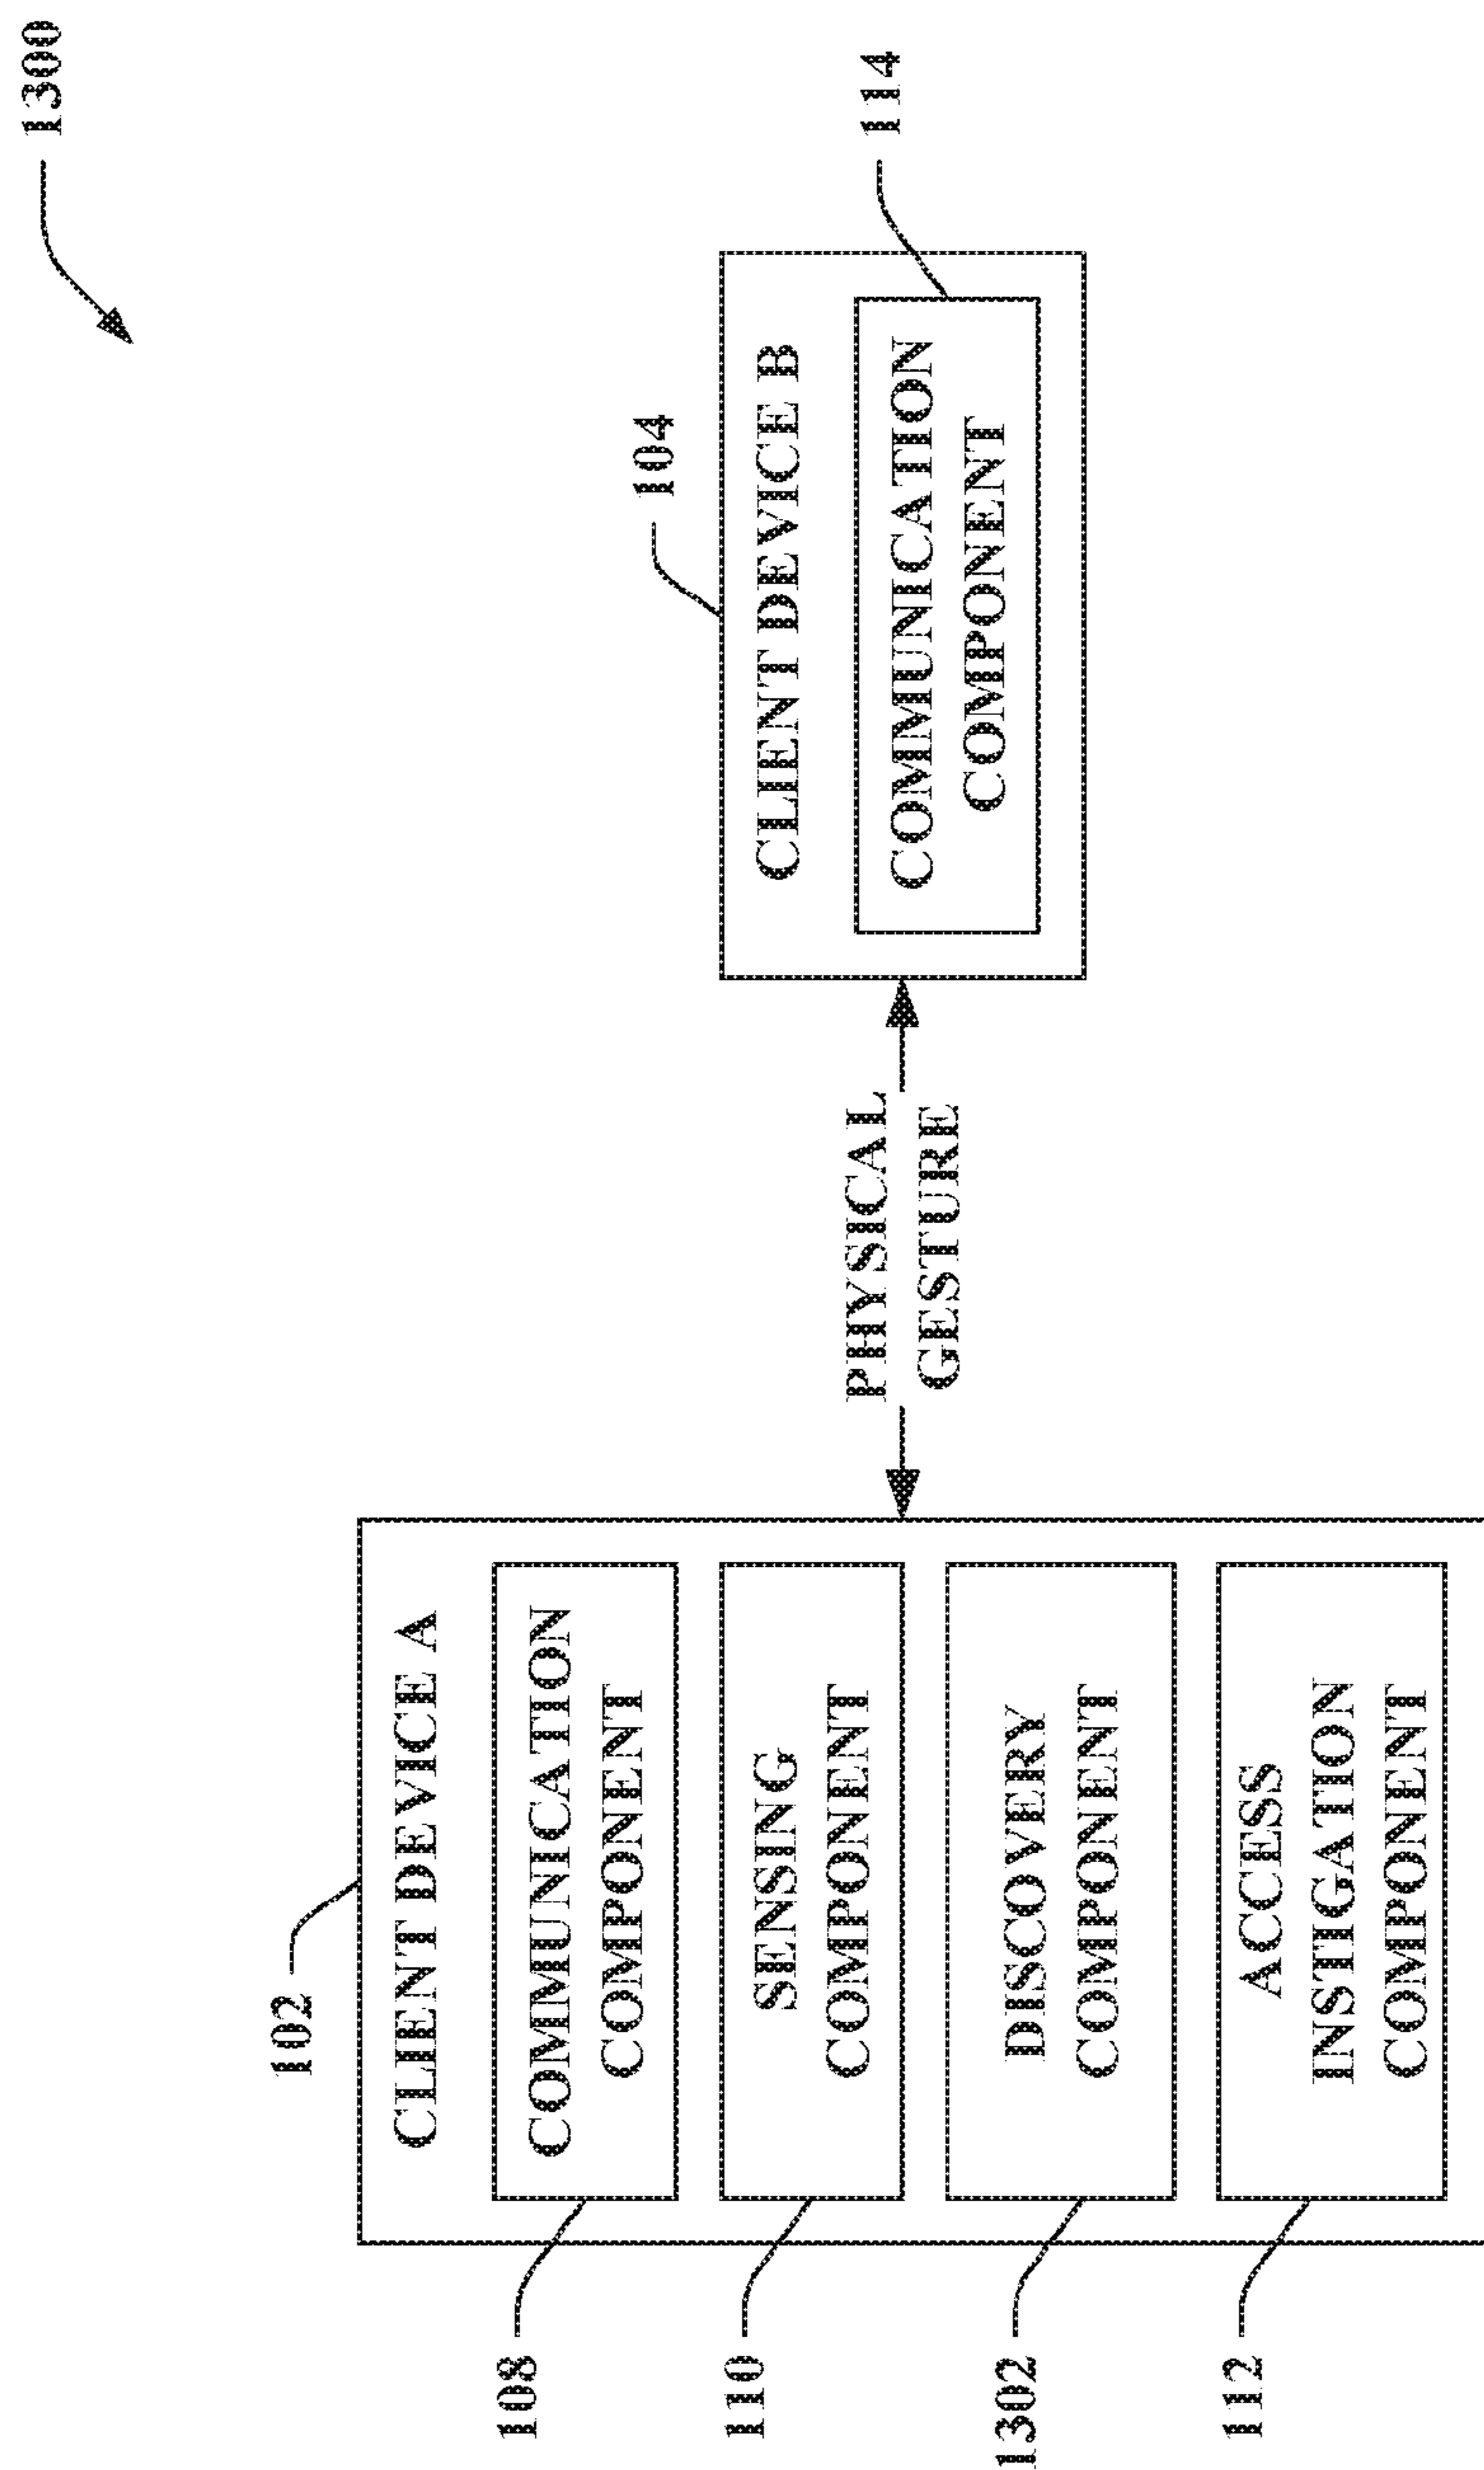 1300
102
CLIENT DEVICE A
108
COMMUNICATION
COMPONENT
110
SENSING
COMPONENT
1302
DISCOVERY
COMPONENT
112
ACCESS
INSTIGATION
COMPONENT
PHYSICAL
GESTURE
104
CLIENT DEVICE B
COMMUNICATION
COMPONENT
114